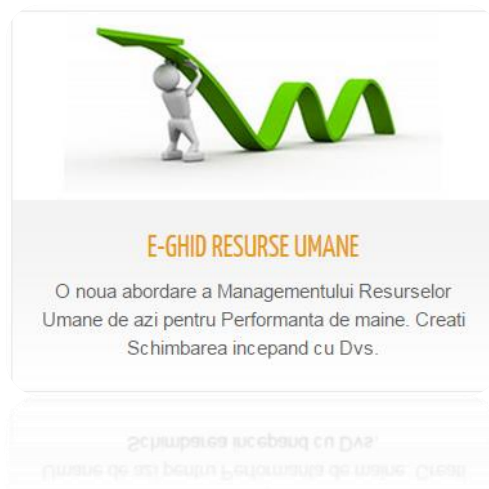 E-GHID RESURSE UMANE
O noua abordare a Managementului Resurselor
Umane de azi pentru Performanta de maine. Creati
Schimbarea incepand cu Dvs.